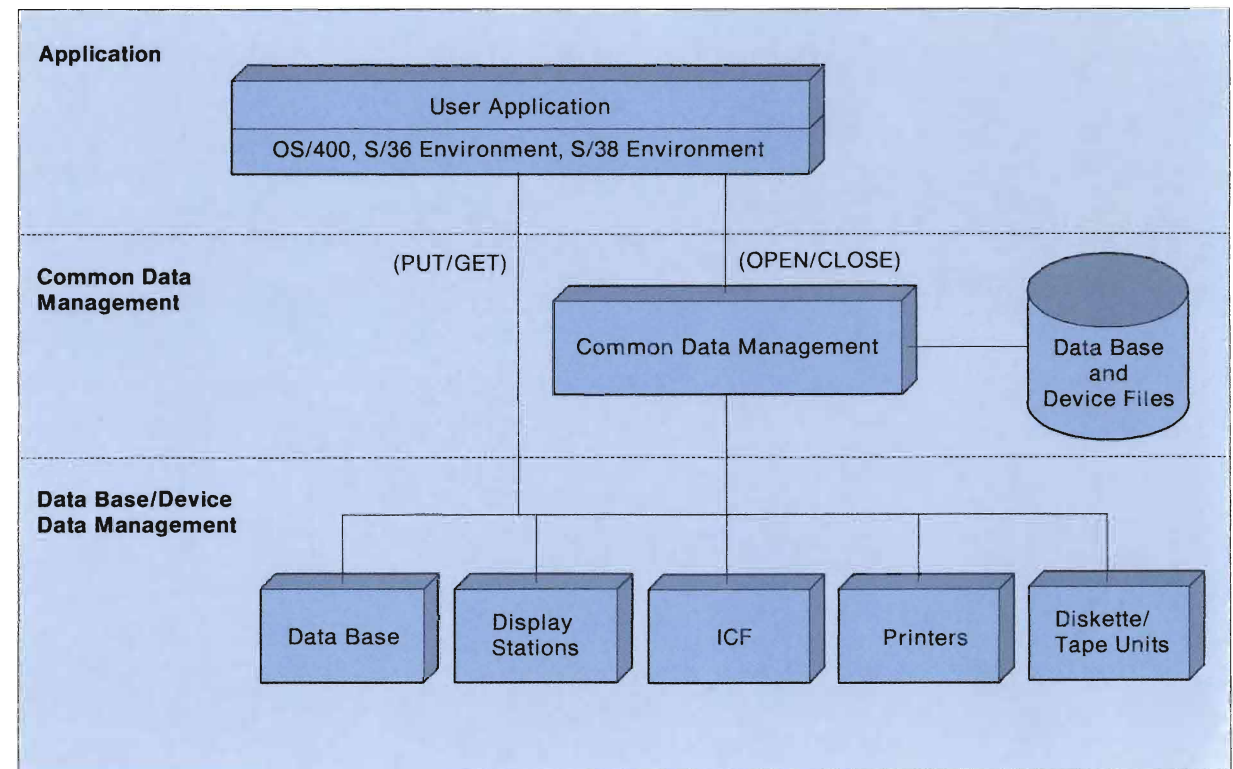 Application
User Application
OS/400, S/36 Environment, S/38 Environment
(PUT/GET)
(OPEN/CLOSE)
Common Data
Management
Common Data Management
Data Base
and
Device Files
Data Base/Device
Data Management
Data Base
Display
Stations
ICF
Printers
Diskette/
Tape Units